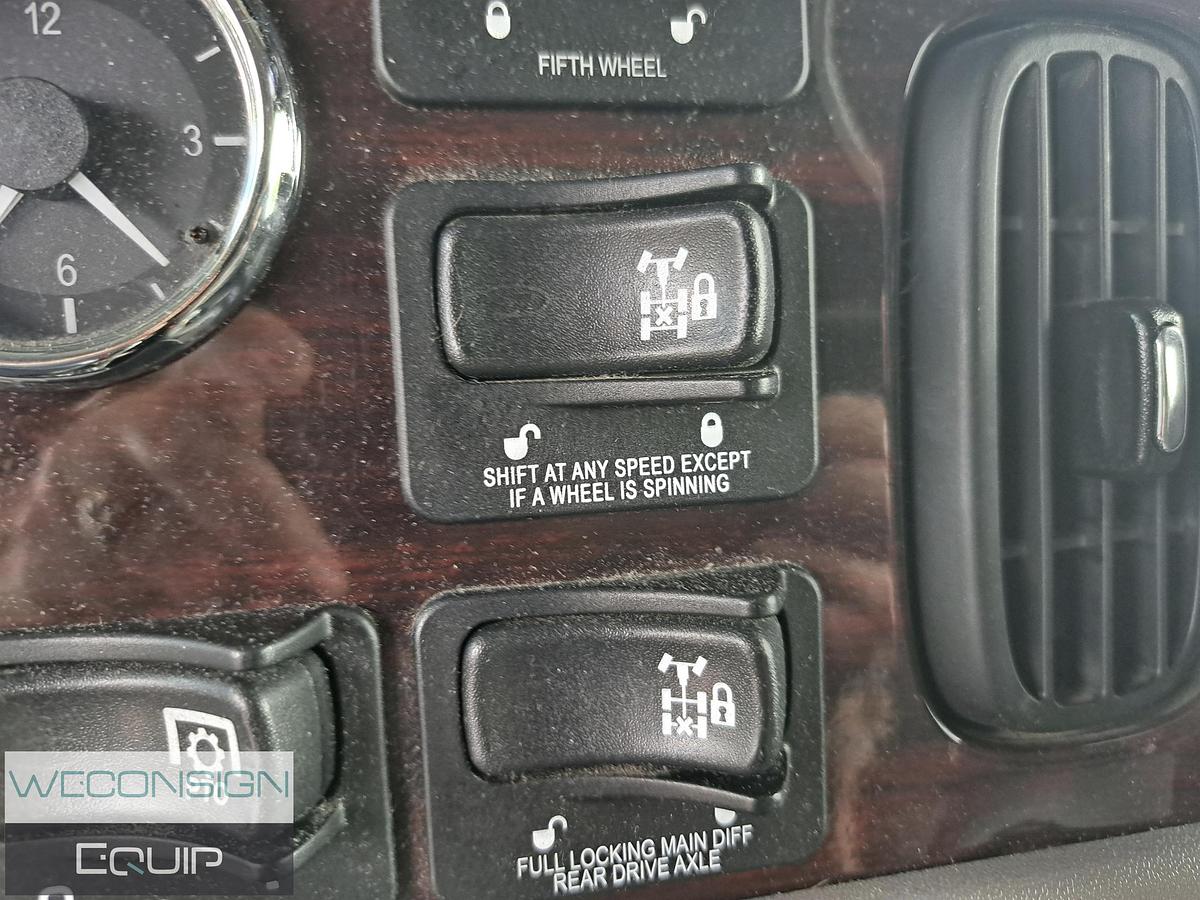 12
FIFTH WHEEL
3
6
SHIFT AT ANY SPEED EXCEPT
IF A WHEEL IS SPINNING
FULL LOCKING MAIN DIFF
REAR DRIVE AXLE
WECONSIGN
EQUIP